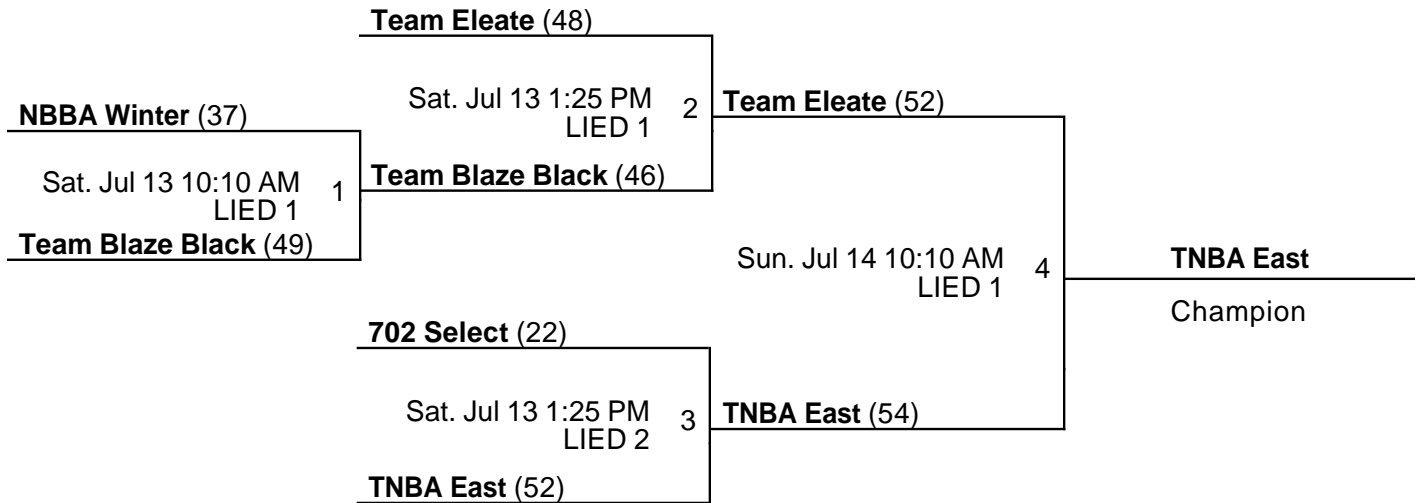 Team Eleate (48)
Sat. Jul 13 1:25 PM
LIED 1
2
NBBA Winter (37)
Sat. Jul 13 10:10 AM
LIED 1
1
Team Blaze Black (49)
Team Blaze Black (46)
Team Eleate (52)
Sun. Jul 14 10:10 AM
LIED 1
4
702 Select (22)
Sat. Jul 13 1:25 PM
LIED 2
3
TNBA East (52)
TNBA East (54)
TNBA East
Champion